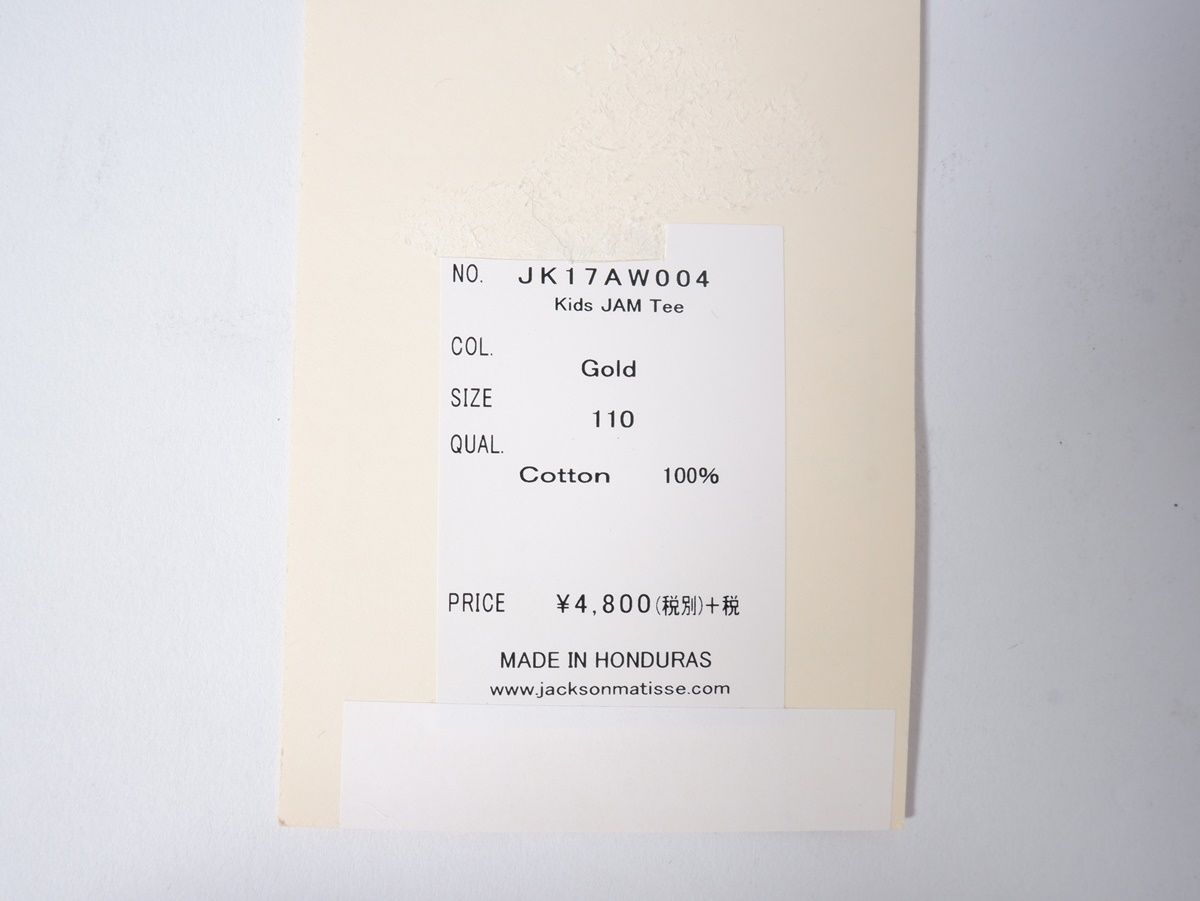 NO. JK17AW004
Kids JAM Tee
COL.
Gold
SIZE
110
QUAL.
Cotton 100%
PRICE ¥4,800(税別)+税
MADE IN HONDURAS
www.jacksonmatisse.com